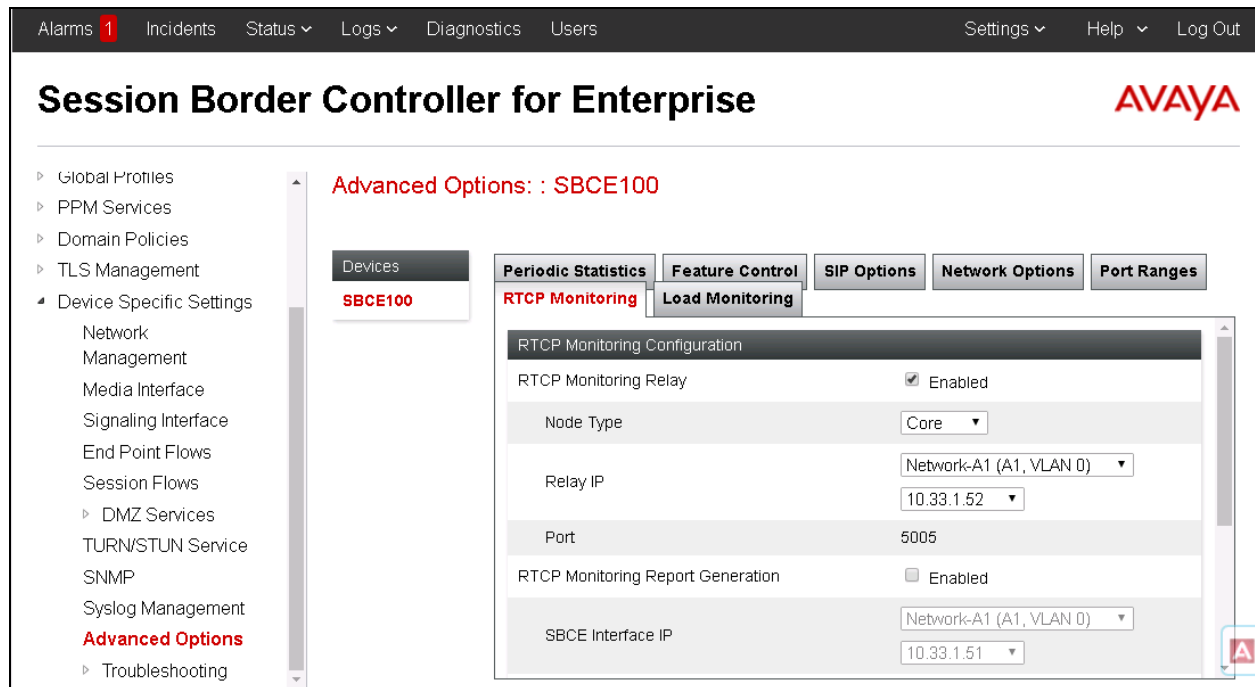 Alarms 1 Incidents Status Logs Diagnostics Users Settings Help Log Out
Session Border Controller for Enterprise
AVAYA
Global Profiles
PPM Services
Domain Policies
TLS Management
Device Specific Settings
Network
Management
Media Interface
Signaling Interface
End Point Flows
Session Flows
DMZ Services
TURN/STUN Service
SNMP
Syslog Management
Advanced Options
Troubleshooting
Advanced Options: : SBCE100
Devices
SBCE100
Periodic Statistics Feature Control SIP Options Network Options Port Ranges
RTCP Monitoring Load Monitoring
RTCP Monitoring Configuration
RTCP Monitoring Relay Enabled
Node Type Core
Relay IP Network-A1 (A1, VLAN 0)
10.33.1.52
Port 5005
RTCP Monitoring Report Generation Enabled
SBCE Interface IP Network-A1 (A1, VLAN 0)
10.33.1.51
A